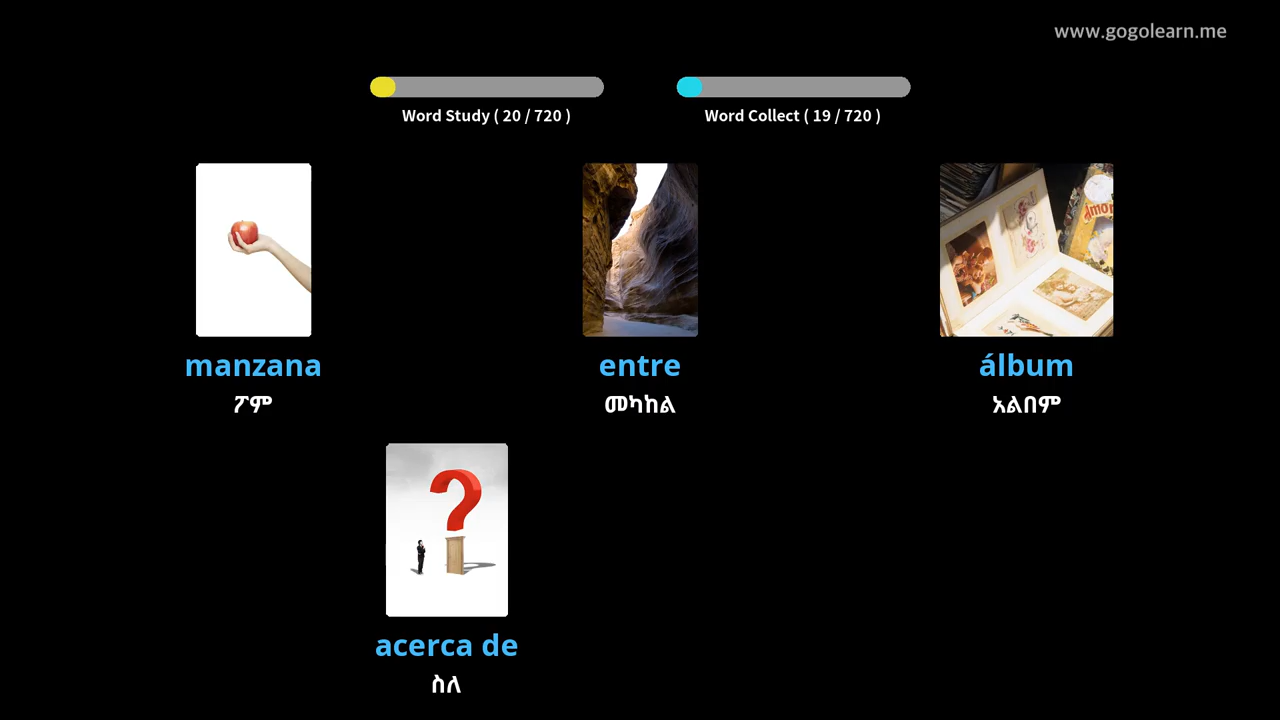 www.gogolearn.me
Word Study ( 20 / 720 )
Word Collect ( 19 / 720 )
manzana
ፖም
entre
መካከል
álbum
አልበም
acerca de
ስለ